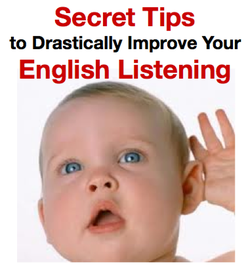 Secret Tips
to Drastically Improve Your
English Listening